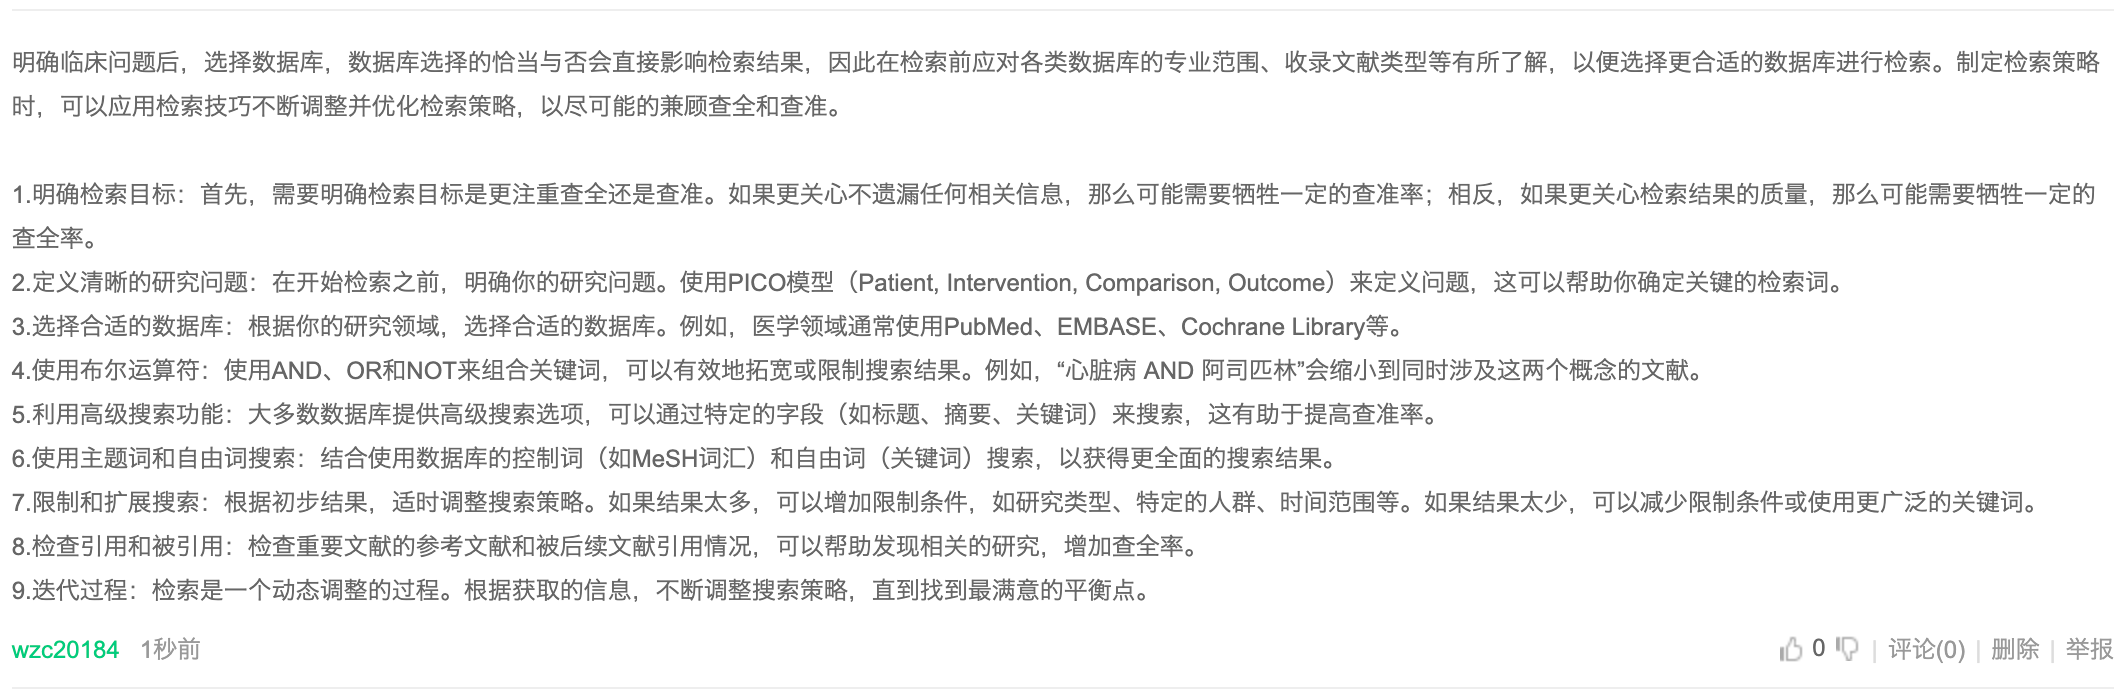 明确临床问题后，选择数据库，数据库选择的恰当与否会直接影响检索结果，因此在检索前应对各类数据库的专业范围、收录文献类型等有所了解，以便选择更合适的数据库进行检索。制定检索策略
时，可以应用检索技巧不断调整并优化检索策略，以尽可能的兼顾查全和查准。
1.明确检索目标：首先，需要明确检索目标是更注重查全还是查准。如果更关心不遗漏任何相关信息，那么可能需要牺牲一定的查准率；相反，如果更关心检索结果的质量，那么可能需要牺牲一定的
查全率。
2.定义清晰的研究问题：在开始检索之前，明确你的研究问题。使用PICO模型（Patient, Intervention, Comparison, Outcome）来定义问题，这可以帮助你确定关键的检索词。
3.选择合适的数据库：根据你的研究领域，选择合适的数据库。例如，医学领域通常使用PubMed、EMBASE、Cochrane Library等。
4.使用布尔运算符：使用AND、OR和NOT来组合关键词，可以有效地拓宽或限制搜索结果。例如，“心脏病 AND 阿司匹林”会缩小到同时涉及这两个概念的文献。
5.利用高级搜索功能：大多数数据库提供高级搜索选项，可以通过特定的字段（如标题、摘要、关键词）来搜索，这有助于提高查准率。
6.使用主题词和自由词搜索：结合使用数据库的控制词（如MeSH词汇）和自由词（关键词）搜索，以获得更全面的搜索结果。
7.限制和扩展搜索：根据初步结果，适时调整搜索策略。如果结果太多，可以增加限制条件，如研究类型、特定的人群、时间范围等。如果结果太少，可以减少限制条件或使用更广泛的关键词。
8.检查引用和被引用：检查重要文献的参考文献和被后续文献引用情况，可以帮助发现相关的研究，增加查全率。
9.迭代过程：检索是一个动态调整的过程。根据获取的信息，不断调整搜索策略，直到找到最满意的平衡点。
wzc20184 1秒前 0 | 评论(0) | 删除 | 举报